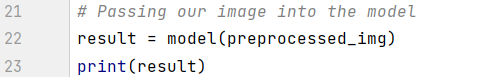 21 # Passing our image into the model
22 result = model(preprocessed_img)
23 print(result)